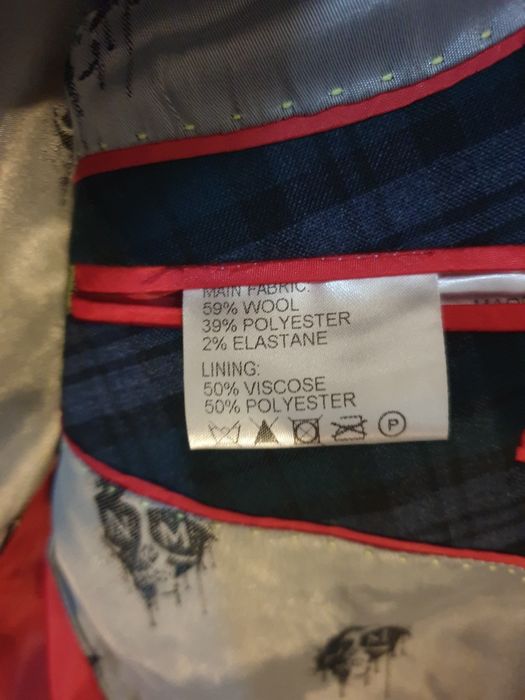 MAIN FABRIC:
59% WOOL
39% POLYESTER
2% ELASTANE
LINING:
50% VISCOSE
50% POLYESTER
P
N M